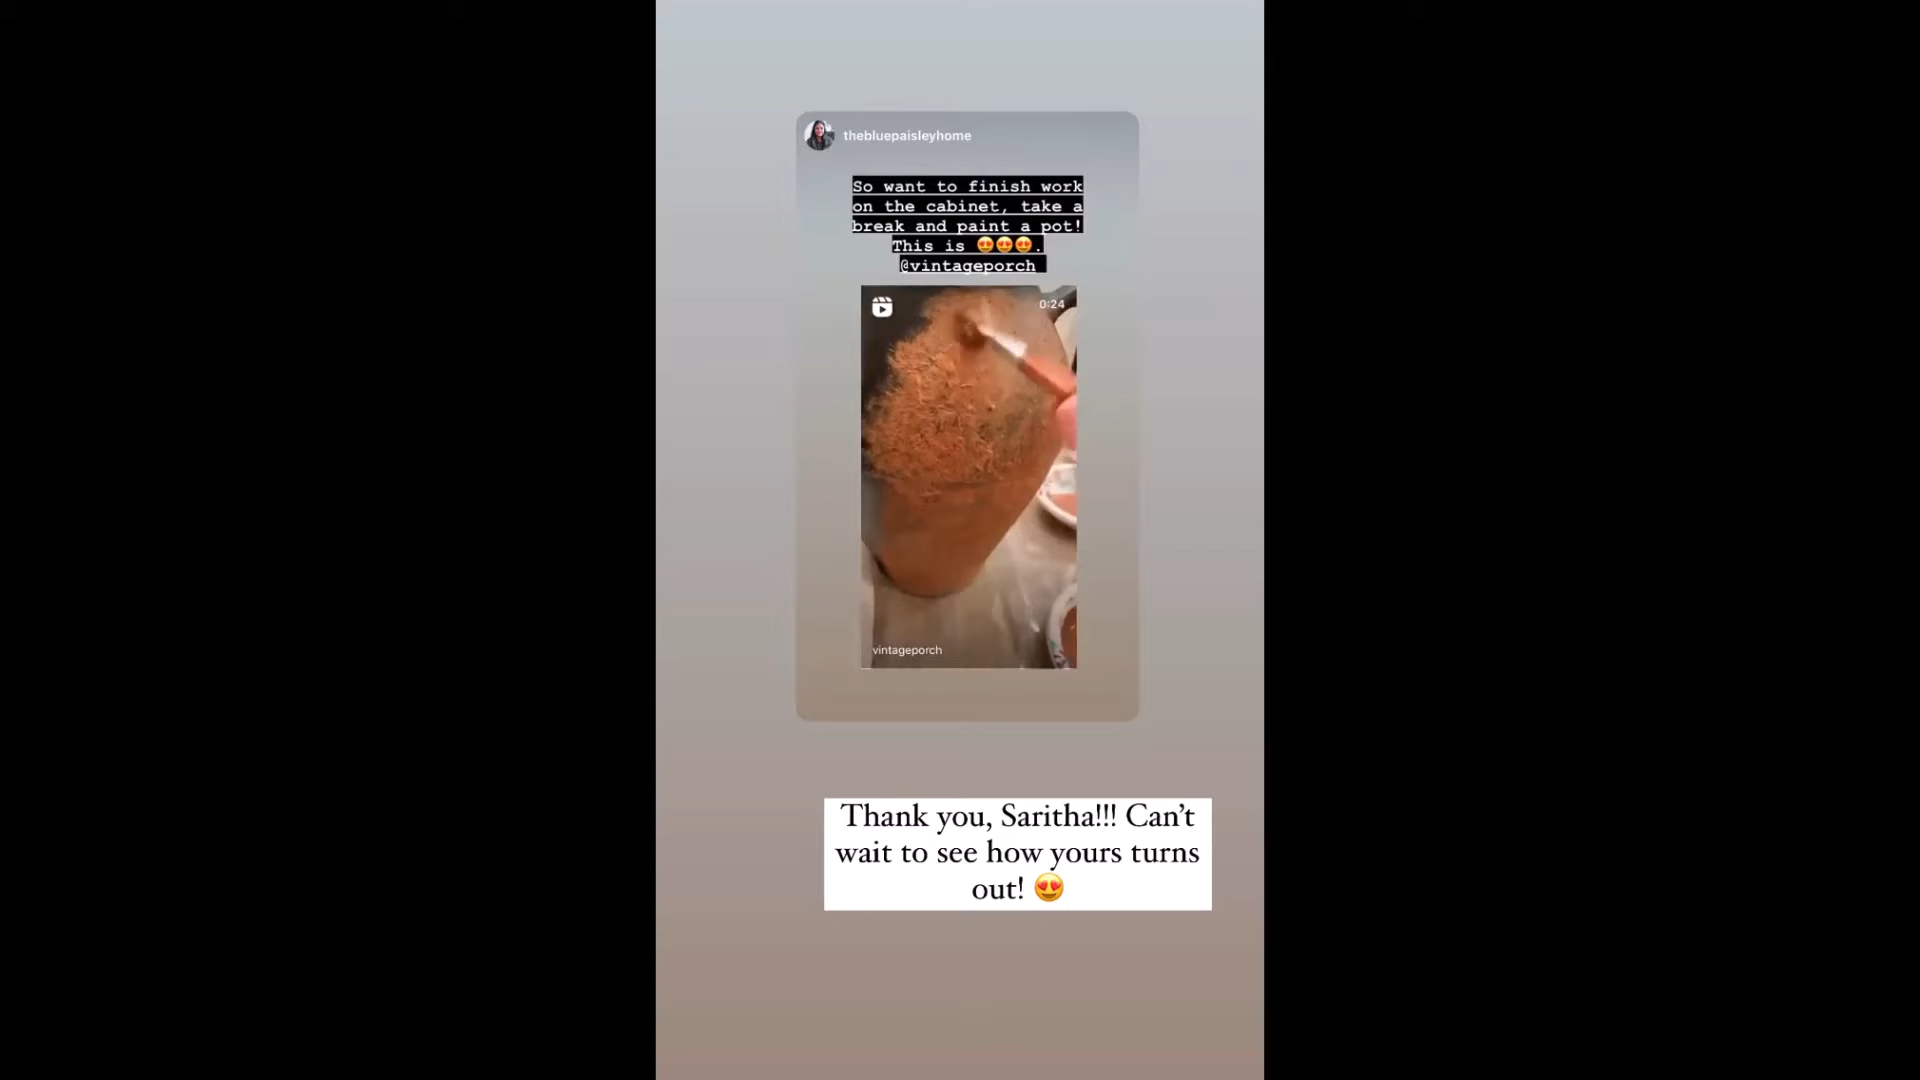 thebluepaisleyhome
So want to finish work
on the cabinet, take a
break and paint a pot!
This is 😍😍😍.
@vintageporch
0:24
vintageporch
Thank you, Saritha!!! Can’t
wait to see how yours turns
out! 😍